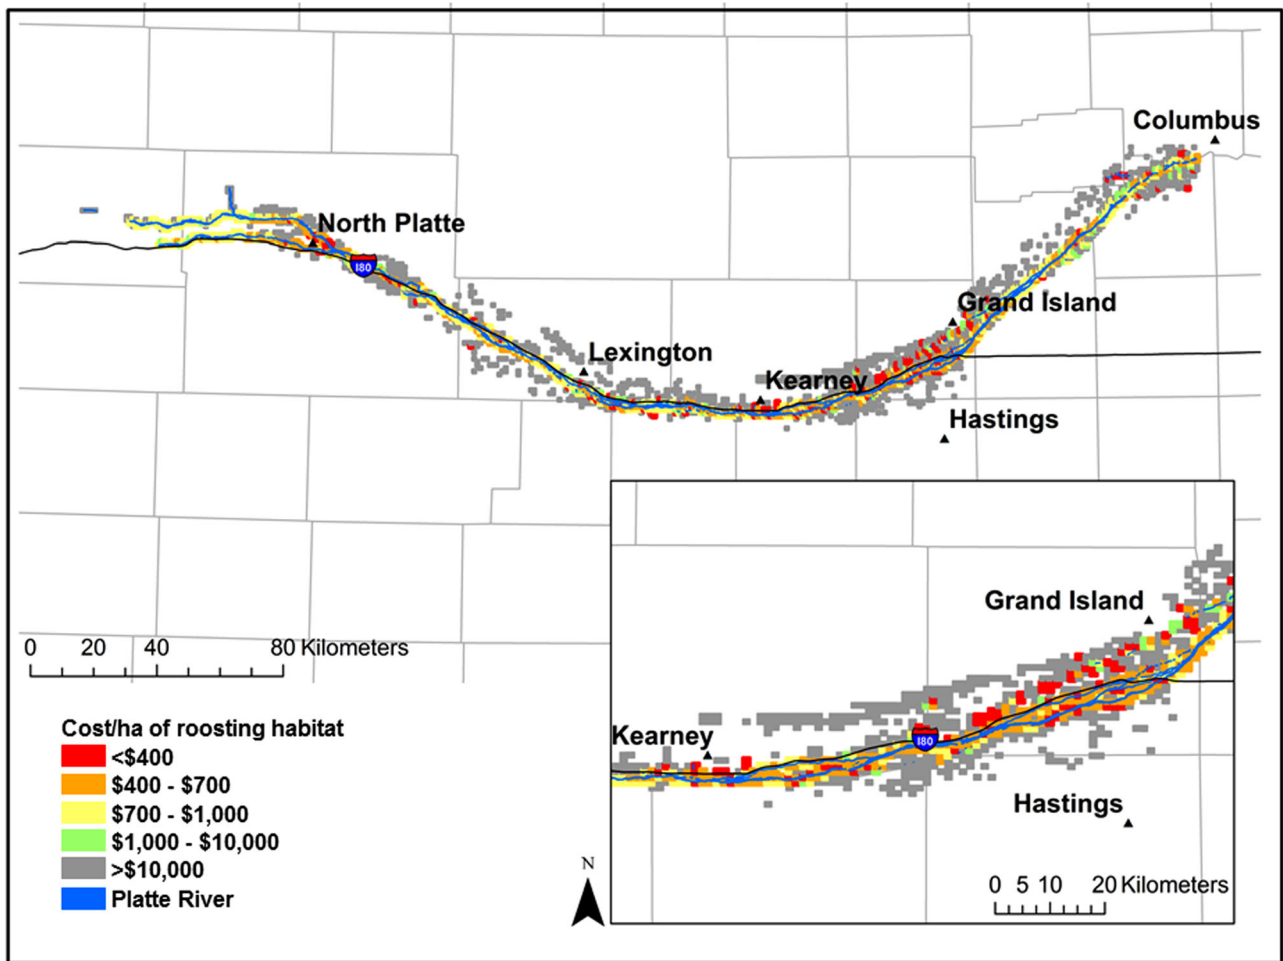 Columbus
North Platte
180
Grand Island
Lexington
Kearney
Hastings
Grand Island
180
Kearney
Hastings
0 20 40 80 Kilometers
Cost/ha of roosting habitat
<$400
$400 - $700
$700 - $1,000
$1,000 - $10,000
>$10,000
Platte River
N
0 5 10 20 Kilometers